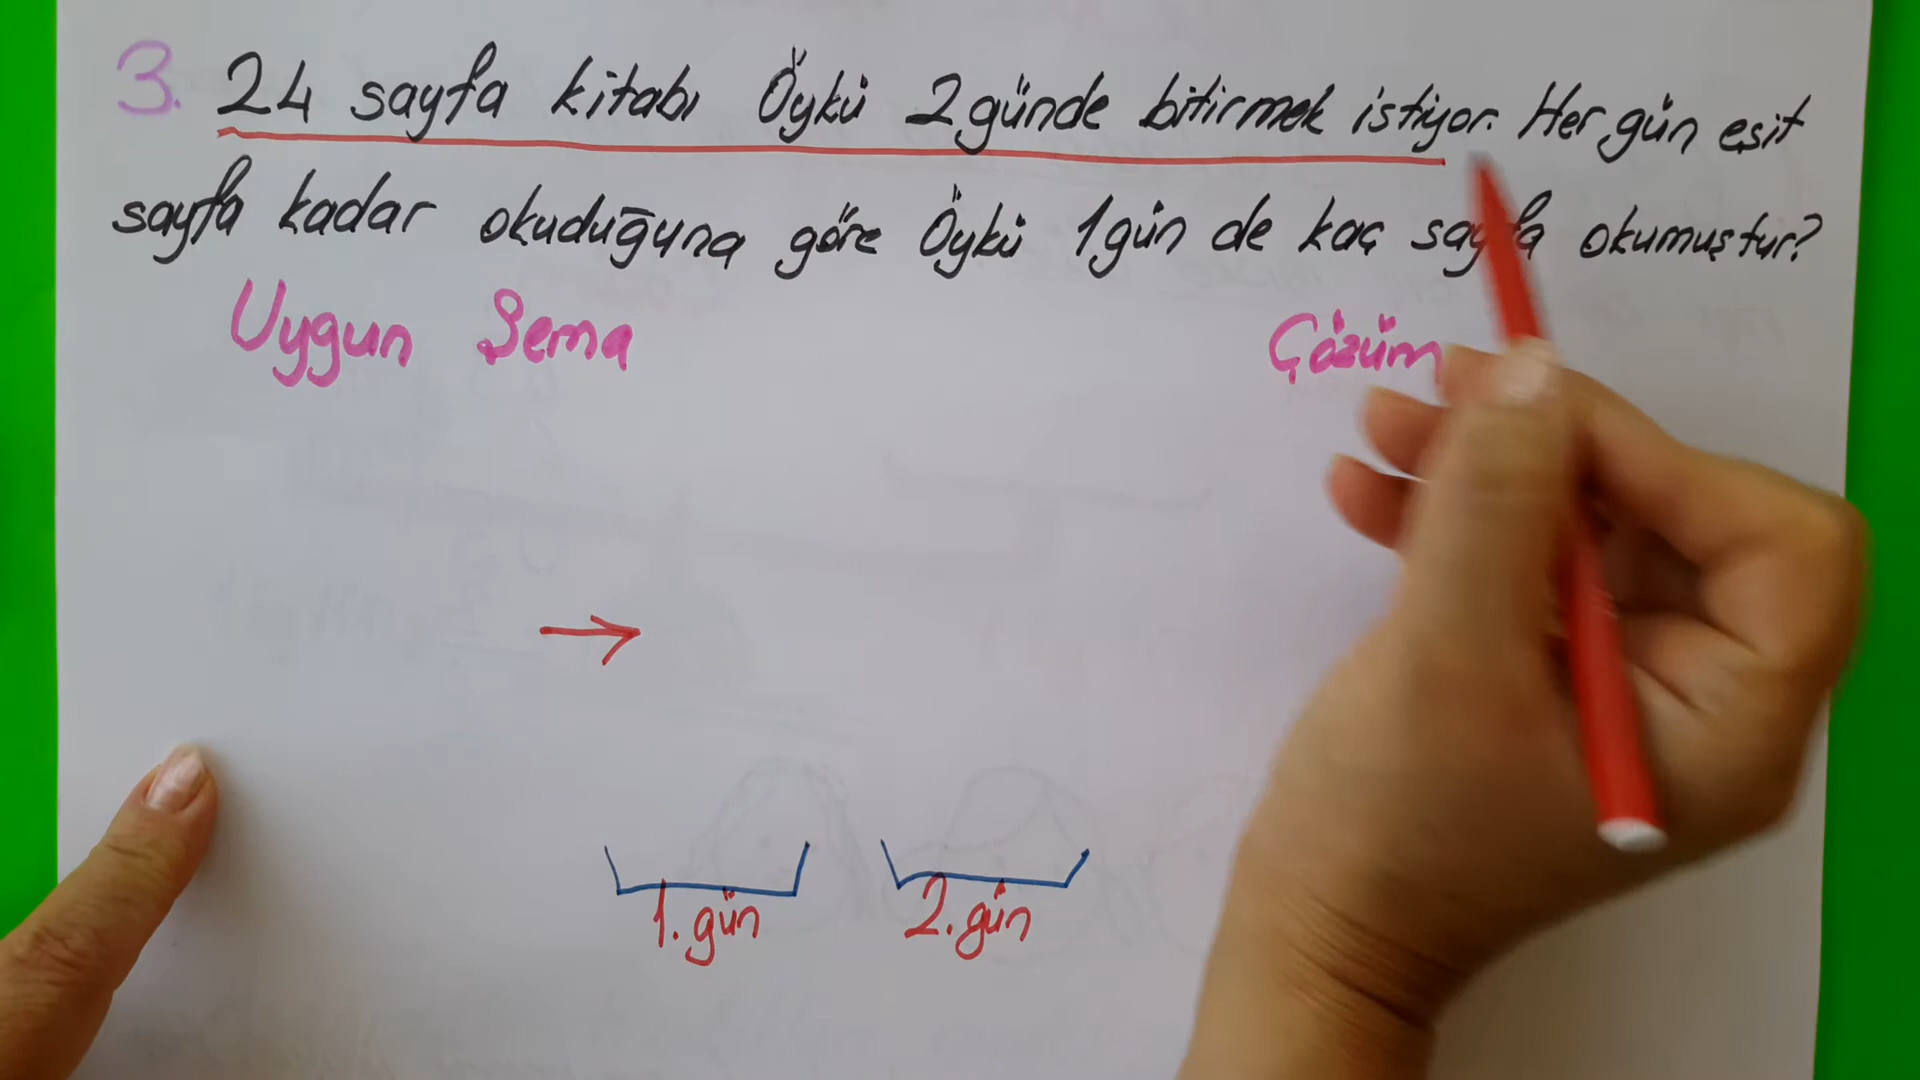 3. 24 sayfa kitabı Öykü 2 günde bitirmek istiyor. Her gün eşit
sayfa kadar okuduğuna göre Öykü 1 gün de kaç sayfa okumuştur?
Uygun Şema
Çözüm
1. gün
2. gün